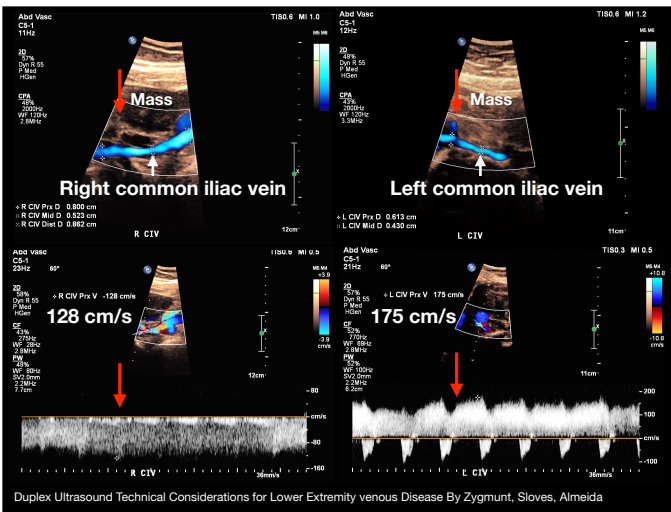 Abd Vasc
C5-1
11Hz
TIS0.6 MI 1.0
M5 M6
2D
57%
Dyn R 55
P Med
HGen
CPA
48%
2000Hz
WF 120Hz
2.8MHz
Mass
x
Right common iliac vein
R CIV Prx D 0.800 cm
R CIV Mid D 0.523 cm
R CIV Dist D 0.862 cm
12cm
R CIV
Abd Vasc
C5-1
12Hz
TIS0.6 MI 1.2
M5 M6
2D
49%
Dyn R 55
P Med
HGen
CPA
43%
2000Hz
WF 120Hz
3.3MHz
Mass
x
Left common iliac vein
L CIV Prx D 0.613 cm
L CIV Mid D 0.430 cm
11cm
L CIV
Abd Vasc
C5-1
23Hz
60°
TIS0.6 MI 0.5
M5 M4
+3.9
2D
58%
Dyn R 55
P Med
HGen
R CIV Prx V -128 cm/s
128 cm/s
CF
43%
275Hz
WF 28Hz
2.8MHz
x
-3.9
cm/s
PW
48%
WF 80Hz
SV2.0mm
2.2MHz
7.7cm
12cm
-80
cm/s
-80
-160
R CIV
36mm/s
Abd Vasc
C5-1
21Hz
60°
TIS0.3 MI 0.5
M5 M4
+10.8
2D
57%
Dyn R 55
P Med
HGen
L CIV Prx V 175 cm/s
175 cm/s
CF
52%
770Hz
WF 69Hz
2.8MHz
x
-10.8
cm/s
PW
52%
WF 100Hz
SV2.0mm
2.2MHz
6.2cm
11cm
200
-100
cm/s
-100
L CIV
36mm/s
Duplex Ultrasound Technical Considerations for Lower Extremity venous Disease By Zygmunt, Sloves, Almeida